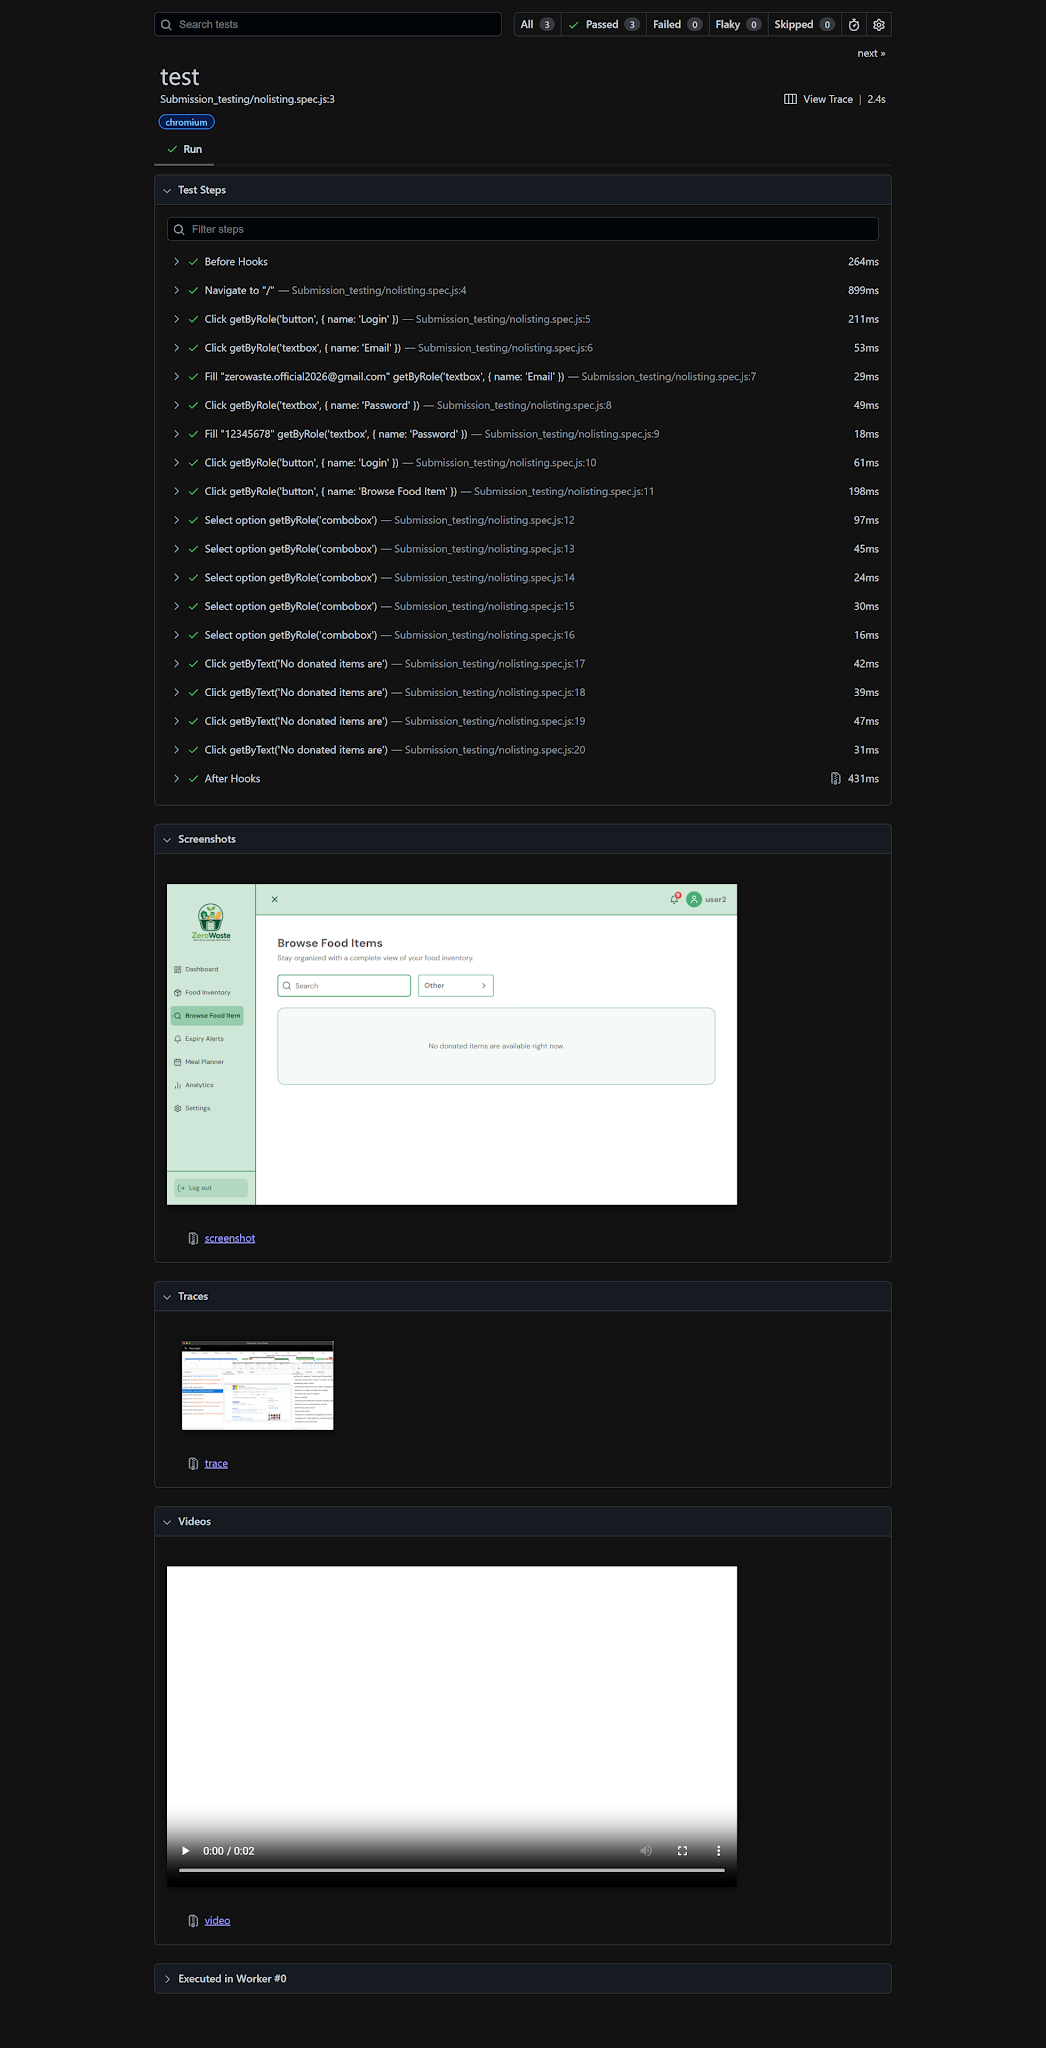 Search tests
All 3 Passed 3 Failed 0 Flaky 0 Skipped 0
next »
test
Submission_testing/nolisting.spec.js:3
View Trace | 2.4s
chromium
Run
Test Steps
Filter steps
Before Hooks 264ms
Navigate to "/" — Submission_testing/nolisting.spec.js:4 899ms
Click getByRole('button', { name: 'Login' }) — Submission_testing/nolisting.spec.js:5 211ms
Click getByRole('textbox', { name: 'Email' }) — Submission_testing/nolisting.spec.js:6 53ms
Fill "zerowaste.official2026@gmail.com" getByRole('textbox', { name: 'Email' }) — Submission_testing/nolisting.spec.js:7 29ms
Click getByRole('textbox', { name: 'Password' }) — Submission_testing/nolisting.spec.js:8 49ms
Fill "12345678" getByRole('textbox', { name: 'Password' }) — Submission_testing/nolisting.spec.js:9 18ms
Click getByRole('button', { name: 'Login' }) — Submission_testing/nolisting.spec.js:10 61ms
Click getByRole('button', { name: 'Browse Food Item' }) — Submission_testing/nolisting.spec.js:11 198ms
Select option getByRole('combobox') — Submission_testing/nolisting.spec.js:12 97ms
Select option getByRole('combobox') — Submission_testing/nolisting.spec.js:13 45ms
Select option getByRole('combobox') — Submission_testing/nolisting.spec.js:14 24ms
Select option getByRole('combobox') — Submission_testing/nolisting.spec.js:15 30ms
Select option getByRole('combobox') — Submission_testing/nolisting.spec.js:16 16ms
Click getByText('No donated items are') — Submission_testing/nolisting.spec.js:17 42ms
Click getByText('No donated items are') — Submission_testing/nolisting.spec.js:18 39ms
Click getByText('No donated items are') — Submission_testing/nolisting.spec.js:19 47ms
Click getByText('No donated items are') — Submission_testing/nolisting.spec.js:20 31ms
After Hooks 431ms
Screenshots
user2
ZeroWaste
Browse Food Items
Stay organized with a complete view of your food inventory.
Search
Other
No donated items are available right now.
Dashboard
Food Inventory
Browse Food Item
Expiry Alerts
Meal Planner
Analytics
Settings
Log out
screenshot
Traces
trace
Videos
0:00 / 0:02
video
Executed in Worker #0